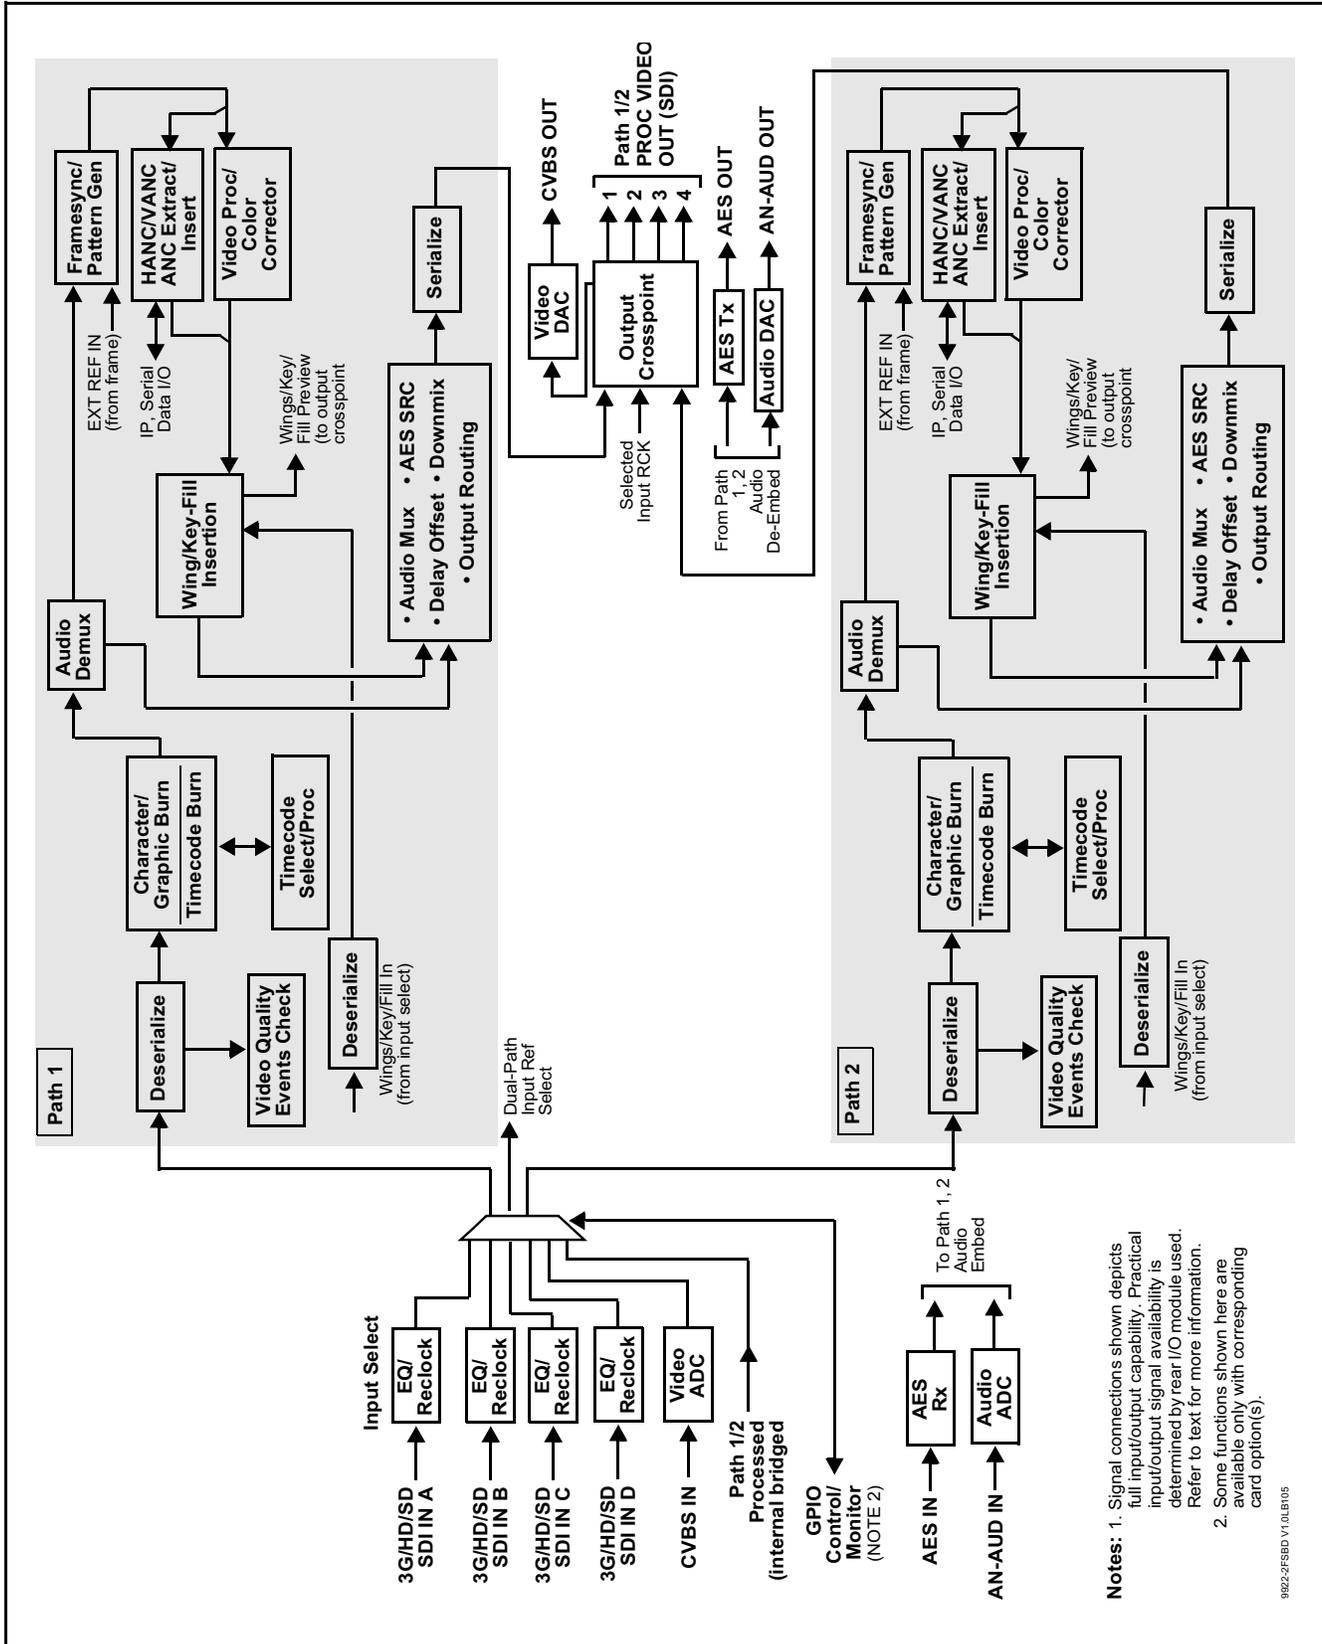 Input Select
3G/HD/SD
SDI IN A
EQ/
Reclock
3G/HD/SD
SDI IN B
EQ/
Reclock
3G/HD/SD
SDI IN C
EQ/
Reclock
3G/HD/SD
SDI IN D
EQ/
Reclock
CVBS IN
Video
ADC
Path 1/2
Processed
(internal bridged)
GPIO
Control/
Monitor
(NOTE 2)
AES IN
AES
Rx
AN-AUD IN
Audio
ADC
To Path 1, 2
Audio
Embed
Dual-Path
Input Ref
Select
Path 1
Deserialize
Video Quality
Events Check
Deserialize
Wings/Key/Fill In
(from input select)
Character/
Graphic Burn
Timecode Burn
Timecode
Select/Proc
Audio
Demux
Wing/Key-Fill
Insertion
Wings/Key/
Fill Preview
(to output
crosspoint)
EXT REF IN
(from frame)
IP, Serial
Data I/O
Framesync/
Pattern Gen
HANC/VANC
ANC Extract/
Insert
Video Proc/
Color
Corrector
• Audio Mux • AES SRC
• Delay Offset • Downmix
• Output Routing
Serialize
Video
DAC
CVBS OUT
Selected
Input RCK
Output
Crosspoint
1
2
3
4
Path 1/2
PROC VIDEO
OUT (SDI)
From Path
1, 2
Audio
De-Embed
AES Tx
AES OUT
Audio DAC
AN-AUD OUT
Path 2
Deserialize
Video Quality
Events Check
Deserialize
Wings/Key/Fill In
(from input select)
Character/
Graphic Burn
Timecode Burn
Timecode
Select/Proc
Audio
Demux
Wing/Key-Fill
Insertion
Wings/Key/
Fill Preview
(to output
crosspoint)
EXT REF IN
(from frame)
IP, Serial
Data I/O
Framesync/
Pattern Gen
HANC/VANC
ANC Extract/
Insert
Video Proc/
Color
Corrector
• Audio Mux • AES SRC
• Delay Offset • Downmix
• Output Routing
Serialize
Notes: 1. Signal connections shown depicts
full input/output capability. Practical
input/output signal availability is
determined by rear I/O module used.
Refer to text for more information.
2. Some functions shown here are
available only with corresponding
card option(s).
9922-2FSBD V1.0LB105